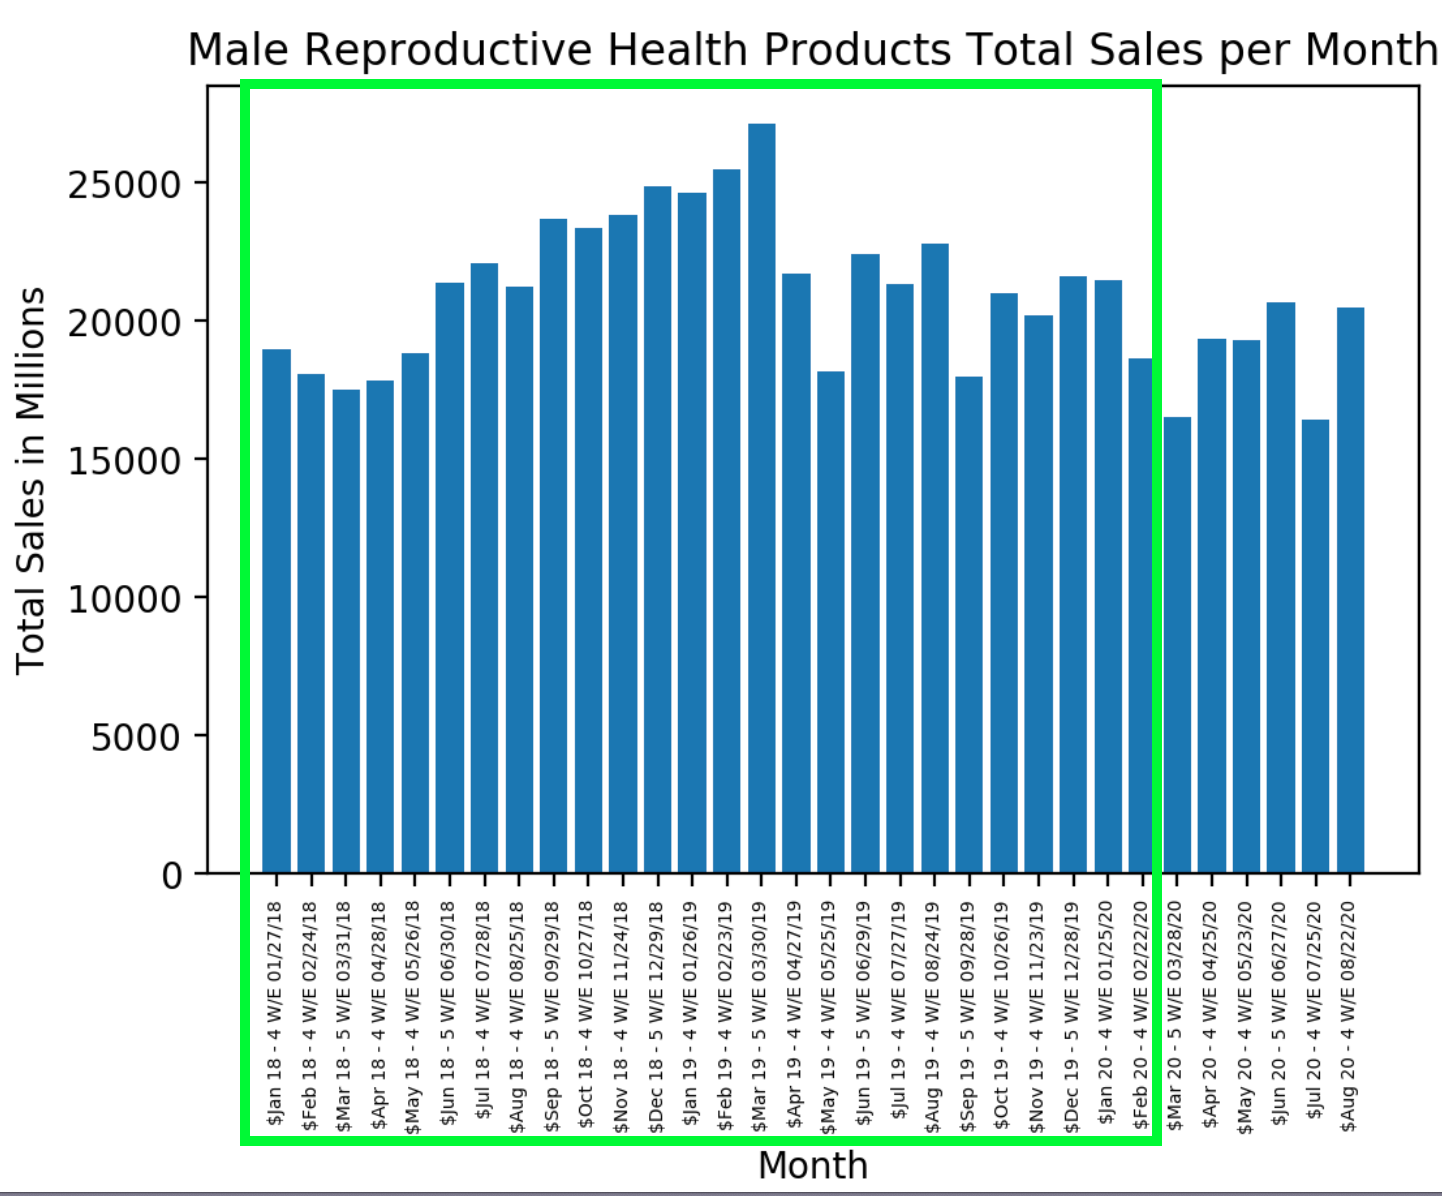 Male Reproductive Health Products Total Sales per Month
Total Sales in Millions
25000
20000
15000
10000
5000
0
$Jan 18 - 4 W/E 01/27/18
$Feb 18 - 4 W/E 02/24/18
$Mar 18 - 5 W/E 03/31/18
$Apr 18 - 4 W/E 04/28/18
$May 18 - 4 W/E 05/26/18
$Jun 18 - 5 W/E 06/30/18
$Jul 18 - 4 W/E 07/28/18
$Aug 18 - 4 W/E 08/25/18
$Sep 18 - 5 W/E 09/29/18
$Oct 18 - 4 W/E 10/27/18
$Nov 18 - 4 W/E 11/24/18
$Dec 18 - 5 W/E 12/29/18
$Jan 19 - 4 W/E 01/26/19
$Feb 19 - 4 W/E 02/23/19
$Mar 19 - 5 W/E 03/30/19
$Apr 19 - 4 W/E 04/27/19
$May 19 - 4 W/E 05/25/19
$Jun 19 - 5 W/E 06/29/19
$Jul 19 - 4 W/E 07/27/19
$Aug 19 - 4 W/E 08/24/19
$Sep 19 - 5 W/E 09/28/19
$Oct 19 - 4 W/E 10/26/19
$Nov 19 - 4 W/E 11/23/19
$Dec 19 - 5 W/E 12/28/19
$Jan 20 - 4 W/E 01/25/20
$Feb 20 - 4 W/E 02/22/20
$Mar 20 - 5 W/E 03/28/20
$Apr 20 - 4 W/E 04/25/20
$May 20 - 4 W/E 05/23/20
$Jun 20 - 5 W/E 06/27/20
$Jul 20 - 4 W/E 07/25/20
$Aug 20 - 4 W/E 08/22/20
Month